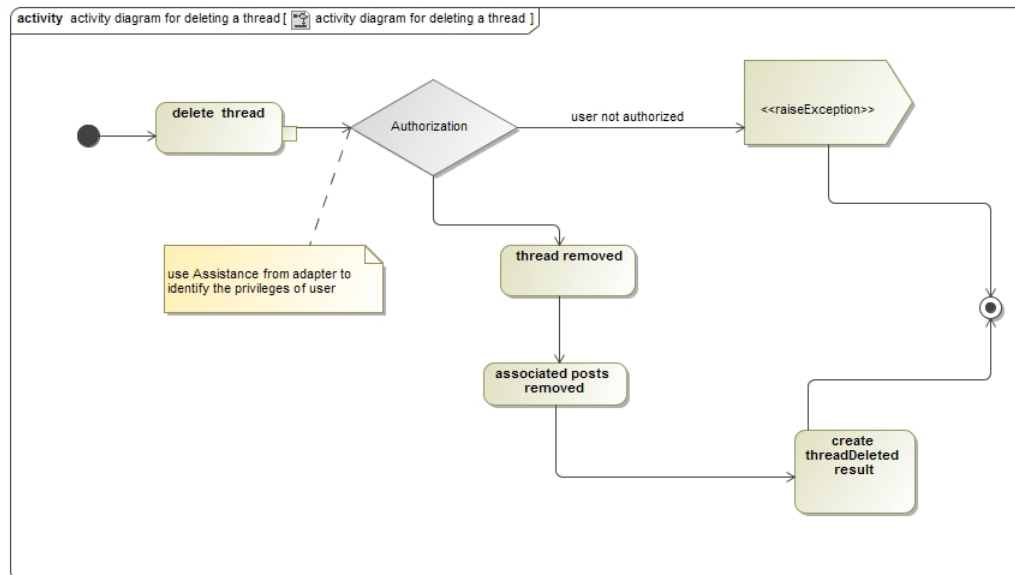 activity activity diagram for deleting a thread [ activity diagram for deleting a thread ]
delete thread
Authorization
user not authorized
<<raiseException>>
use Assistance from adapter to
identify the privileges of user
thread removed
associated posts
removed
create
threadDeleted
result